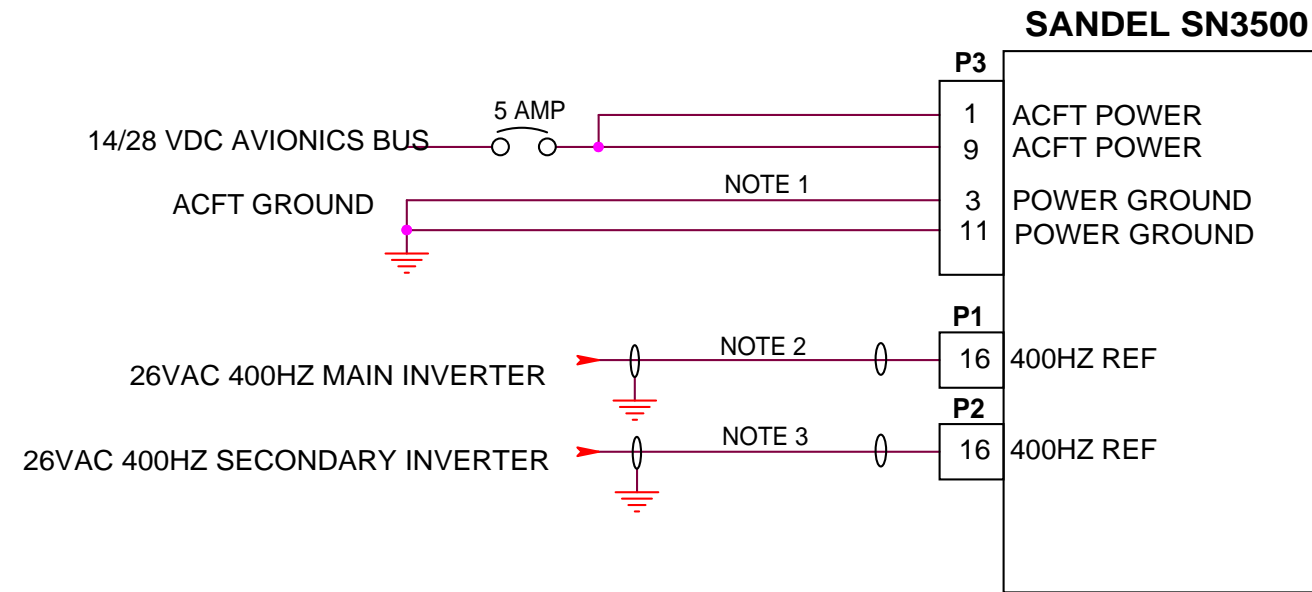 SANDEL SN3500
P3
5 AMP
14/28 VDC AVIONICS BUS
1 ACFT POWER
9 ACFT POWER
NOTE 1
ACFT GROUND
3 POWER GROUND
11 POWER GROUND
P1
NOTE 2
26VAC 400HZ MAIN INVERTER
16 400HZ REF
P2
NOTE 3
26VAC 400HZ SECONDARY INVERTER
16 400HZ REF